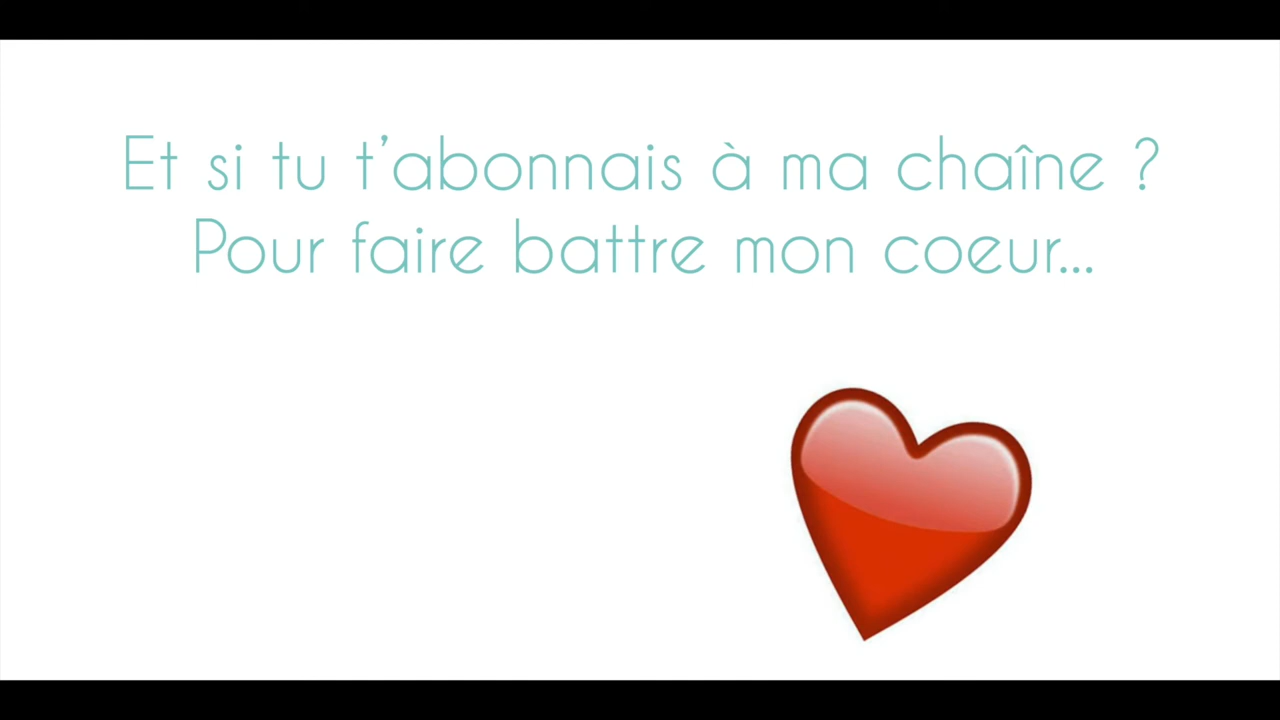 Et si tu t’abonnais à ma chaîne ?
Pour faire battre mon coeur...